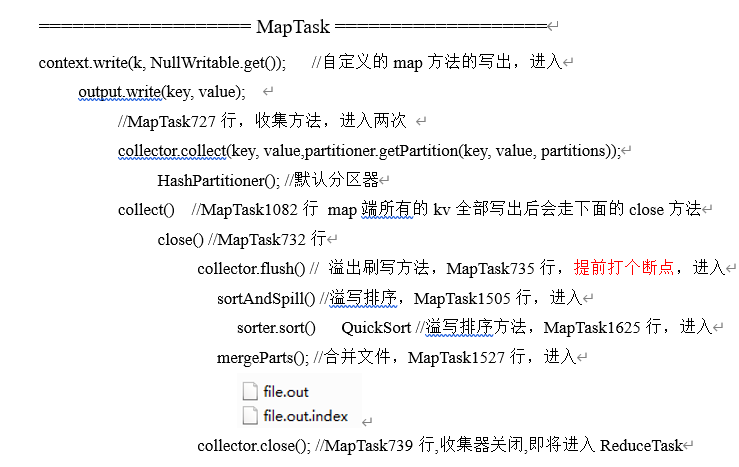 =================== MapTask ===================
context.write(k, NullWritable.get()); //自定义的 map 方法的写出，进入
output.write(key, value);
//MapTask727 行，收集方法，进入两次
collector.collect(key, value,partitioner.getPartition(key, value, partitions));
HashPartitioner(); //默认分区器
collect() //MapTask1082 行 map 端所有的 kv 全部写出后会走下面的 close 方法
close() //MapTask732 行
collector.flush() // 溢出刷写方法，MapTask735 行，提前打个断点，进入
sortAndSpill() //溢写排序，MapTask1505 行，进入
sorter.sort() QuickSort //溢写排序方法，MapTask1625 行，进入
mergeParts(); //合并文件，MapTask1527 行，进入
file.out
file.out.index
collector.close(); //MapTask739 行,收集器关闭,即将进入 ReduceTask